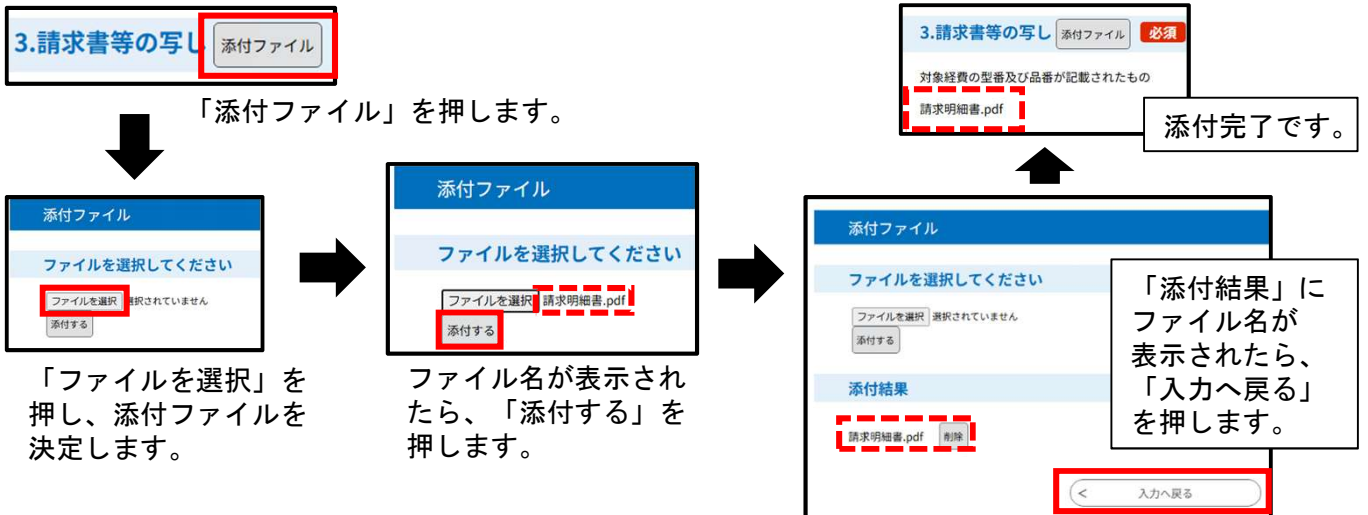 3.請求書等の写し 添付ファイル
「添付ファイル」を押します。
添付ファイル
ファイルを選択してください
ファイルを選択 選択されていません
添付する
「ファイルを選択」を
押し、添付ファイルを
決定します。
添付ファイル
ファイルを選択してください
ファイルを選択 請求明細書.pdf
添付する
ファイル名が表示され
たら、「添付する」を
押します。
添付ファイル
ファイルを選択してください
ファイルを選択 選択されていません
添付する
添付結果
請求明細書.pdf 削除
< 入力へ戻る
「添付結果」に
ファイル名が
表示されたら、
「入力へ戻る」
を押します。
3.請求書等の写し 添付ファイル 必須
対象経費の型番及び品番が記載されたもの
請求明細書.pdf
添付完了です。